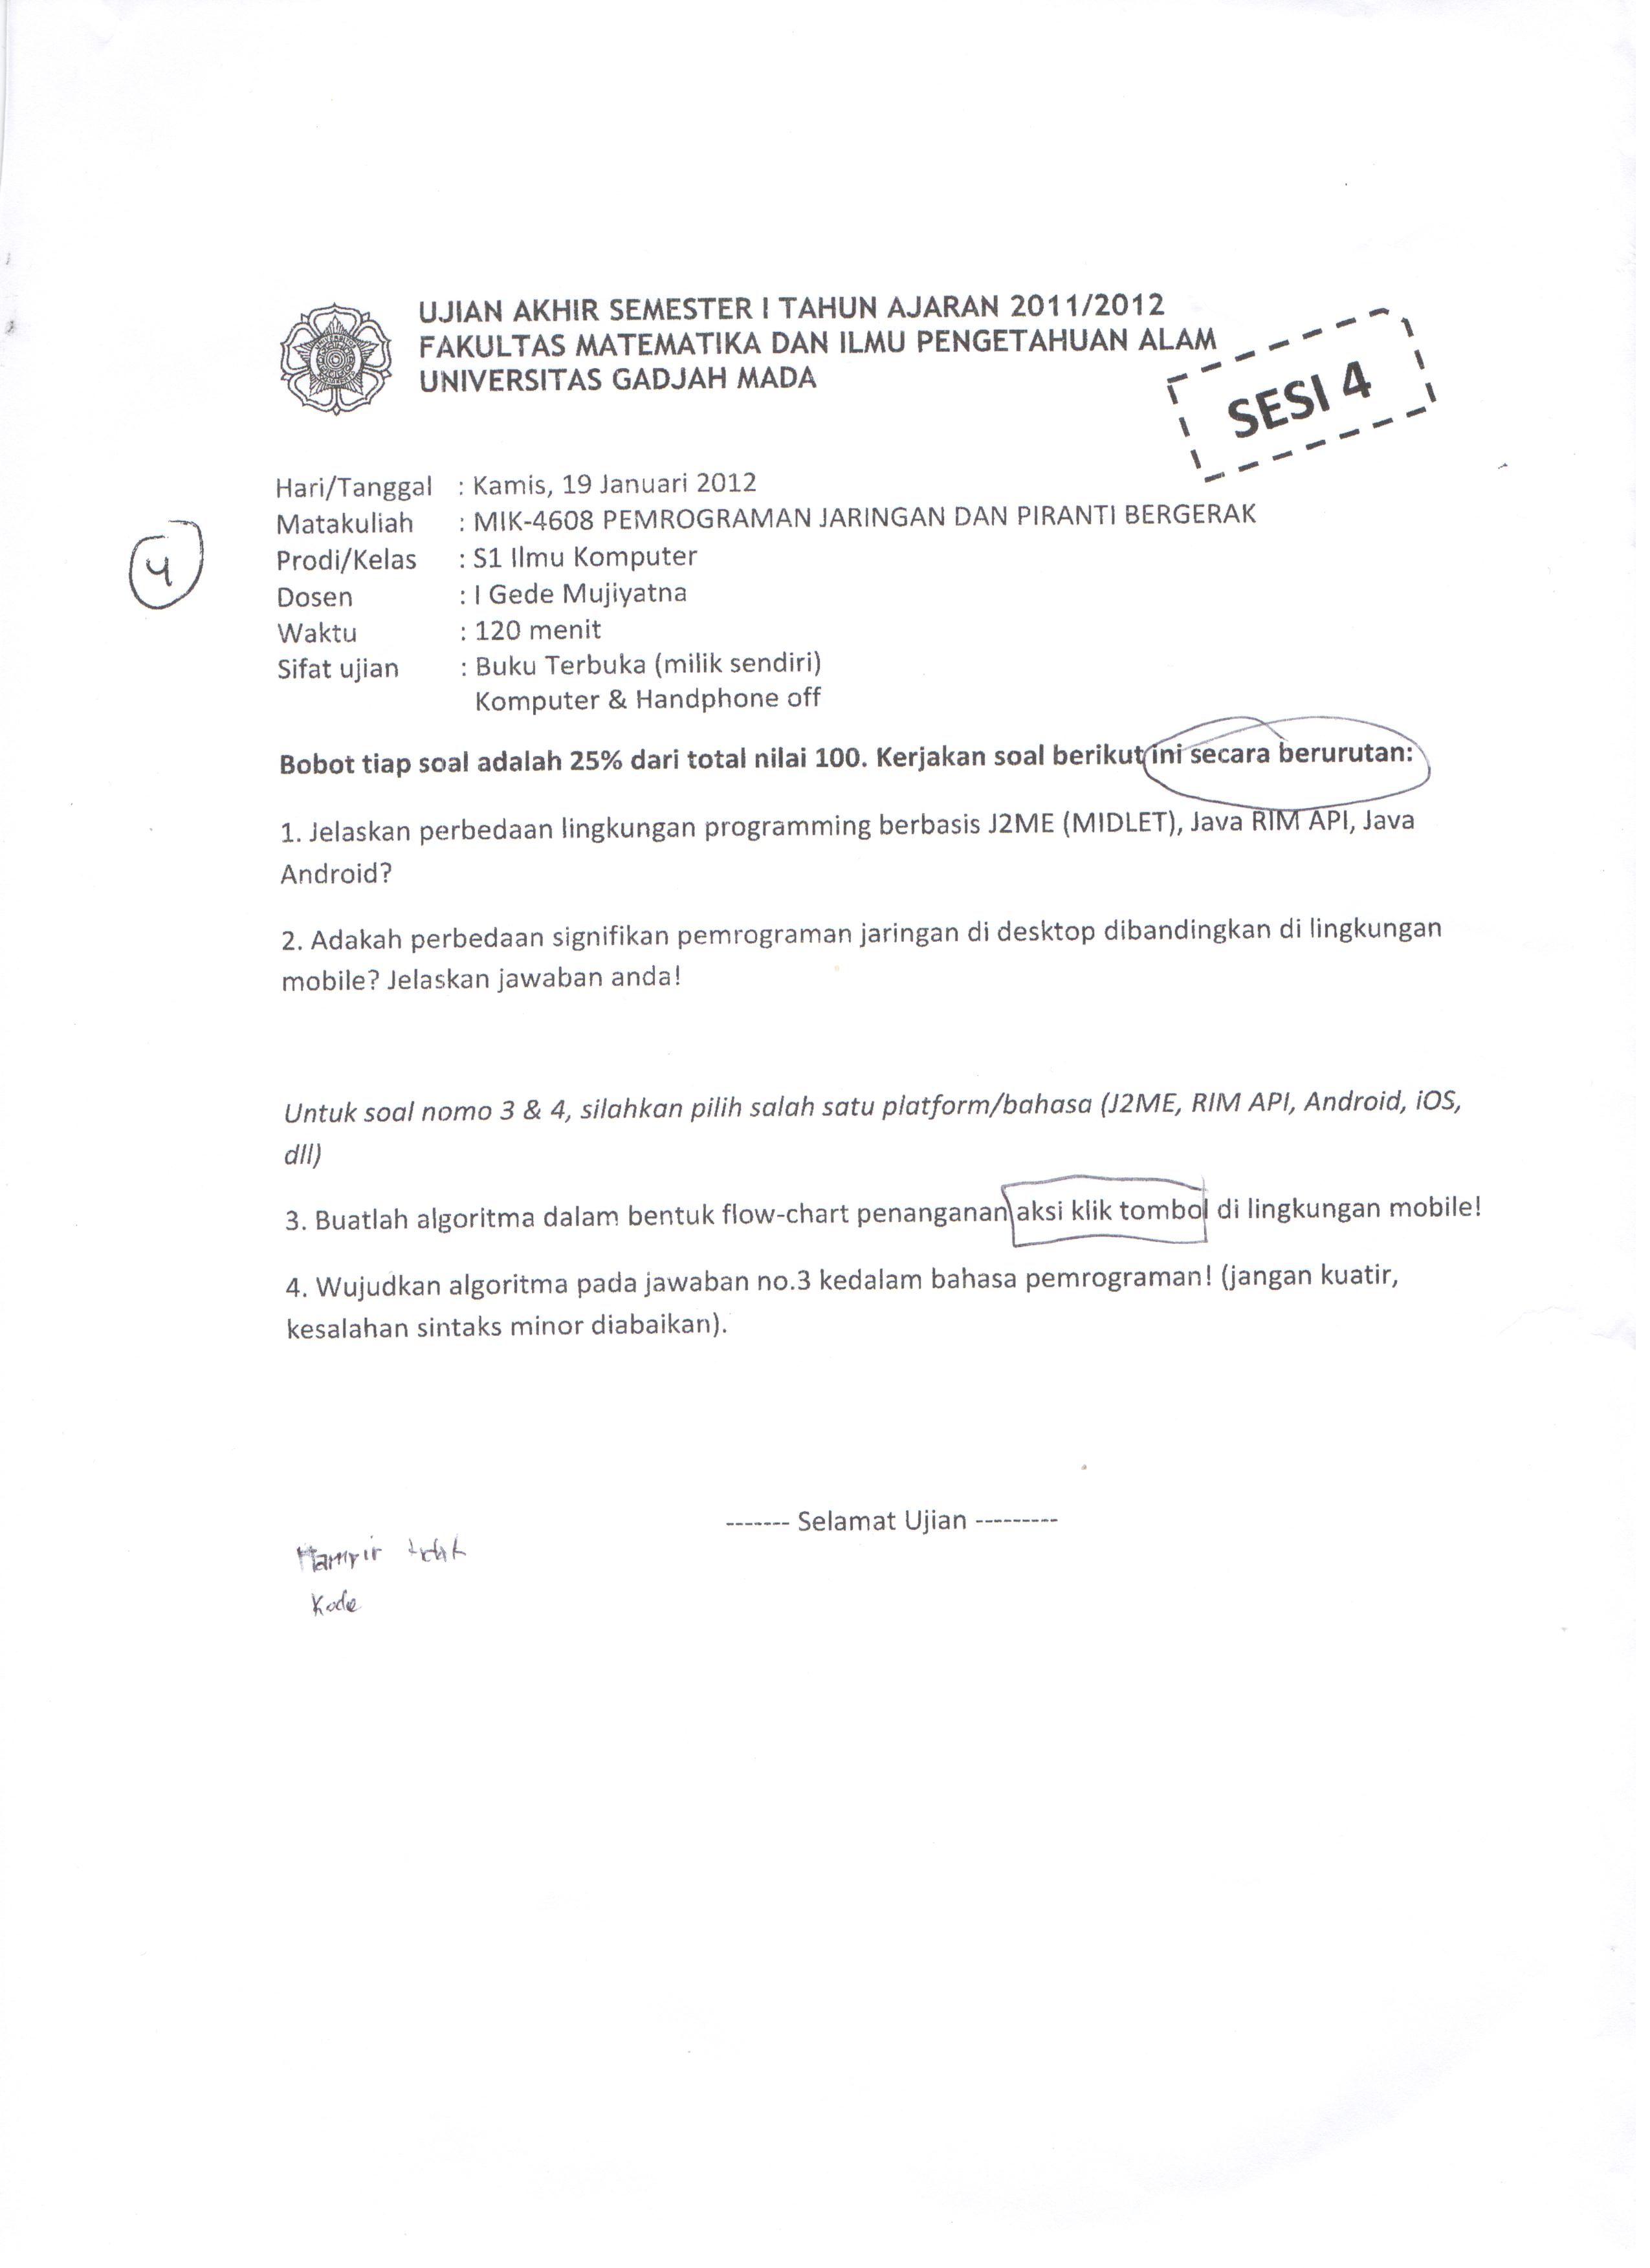 UJIAN AKHIR SEMESTER I TAHUN AJARAN 2011/2012
FAKULTAS MATEMATIKA DAN ILMU PENGETAHUAN ALAM
UNIVERSITAS GADJAH MADA
SESI 4
Hari/Tanggal : Kamis, 19 Januari 2012
Matakuliah : MIK-4608 PEMROGRAMAN JARINGAN DAN PIRANTI BERGERAK
4
Prodi/Kelas : S1 Ilmu Komputer
Dosen : I Gede Mujiyatna
Waktu : 120 menit
Sifat ujian : Buku Terbuka (milik sendiri)
Komputer & Handphone off
Bobot tiap soal adalah 25% dari total nilai 100. Kerjakan soal berikut ini secara berurutan:
1. Jelaskan perbedaan lingkungan programming berbasis J2ME (MIDLET), Java RIM API, Java
Android?
2. Adakah perbedaan signifikan pemrograman jaringan di desktop dibandingkan di lingkungan
mobile? Jelaskan jawaban anda!
Untuk soal nomo 3 & 4, silahkan pilih salah satu platform/bahasa (J2ME, RIM API, Android, iOS,
dll)
3. Buatlah algoritma dalam bentuk flow-chart penanganan aksi klik tombol di lingkungan mobile!
4. Wujudkan algoritma pada jawaban no.3 kedalam bahasa pemrograman! (jangan kuatir,
kesalahan sintaks minor diabaikan).
------- Selamat Ujian ---------
Hampir
Kode